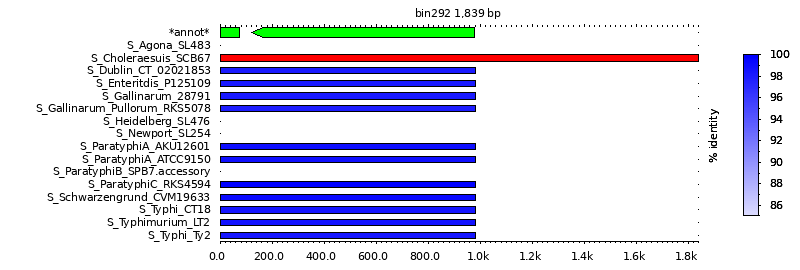 bin292 1,839 bp
*annot*
S_Agona_SL483
S_Choleraesuis_SCB67
S_Dublin_CT_02021853
S_Enteritdis_P125109
S_Gallinarum_28791
S_Gallinarum_Pullorum_RKS5078
S_Heidelberg_SL476
S_Newport_SL254
S_ParatyphiA_AKU12601
S_ParatyphiA_ATCC9150
S_ParatyphiB_SPB7.accessory
S_ParatyphiC_RKS4594
S_Schwarzengrund_CVM19633
S_Typhi_CT18
S_Typhimurium_LT2
S_Typhi_Ty2
0.0 200.0 400.0 600.0 800.0 1.0k 1.2k 1.4k 1.6k 1.8k
% identity
100
98
96
94
92
90
88
86